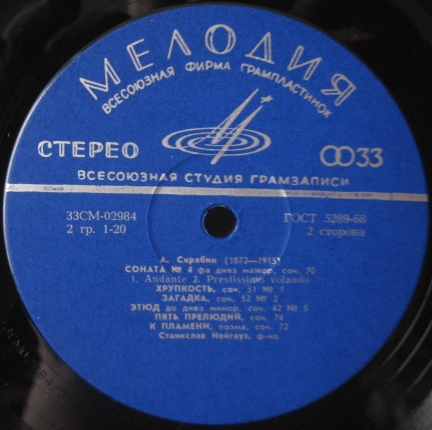 МЕЛОДИЯ
ВСЕСОЮЗНАЯ ФИРМА ГРАМПЛАСТИНОК
СТЕРЕО 33
ВСЕСОЮЗНАЯ СТУДИЯ ГРАМЗАПИСИ
33СМ-02984 ГОСТ 5289-68
2 гр. 1-20 2 сторона
А. Скрябин (1872—1915)
СОНАТА № 4 фа диез мажор, соч. 30
1. Andante 2. Prestissimo volando
ХРУПКОСТЬ, соч. 51 № 1
ЗАГАДКА, соч. 52 № 2
ЭТЮД до диез минор, соч. 42 № 5
ПЯТЬ ПРЕЛЮДИЙ, соч. 74
К ПЛАМЕНИ, поэма, соч. 72
Станислав Нейгауз, ф-но